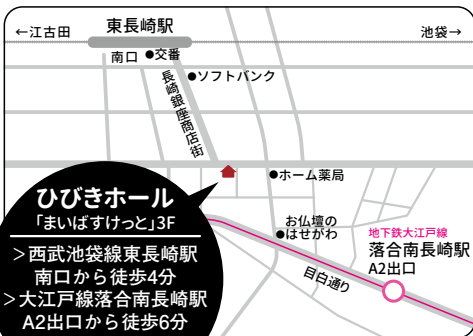 ←江古田
東長崎駅
池袋→
南口
●交番
●ソフトバンク
長崎銀座商店街
●ホーム薬局
ひびきホール
「まいばすけっと」3F
＞西武池袋線東長崎駅
南口から徒歩4分
＞大江戸線落合南長崎駅
A2出口から徒歩6分
お仏壇の
●はせがわ
目白通り
地下鉄大江戸線
落合南長崎駅
A2出口